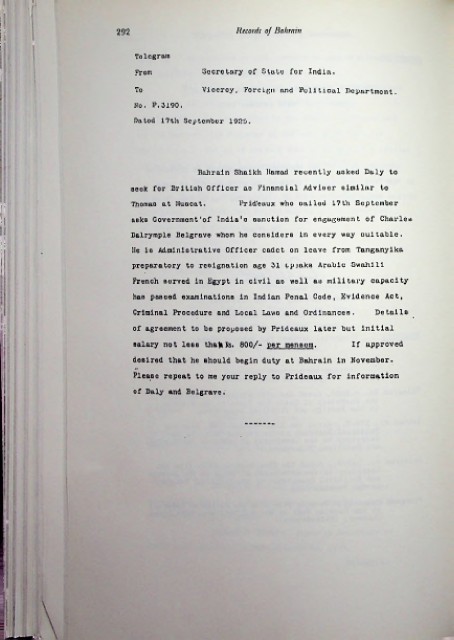 292 Records of Bahrain
Telegram
From Secretary of State for India.
To Viceroy, Foreign and Political Department.
No. P.3190.
Dated 17th September 1925.
Bahrain Shaikh Hamad recently asked Daly to
seek for British Officer as Financial Adviser similar to
Thomas at Muscat. Prideaux who sailed 17th September
asks Government of India's sanction for engagement of Charles
Dalrymple Belgrave whom he considers in every way suitable.
He is Administrative Officer cadet on leave from Tanganyika
preparatory to resignation age 31 speaks Arabic Swahili
French served in Egypt in civil as well as military capacity
has passed examinations in Indian Penal Code, Evidence Act,
Criminal Procedure and Local Laws and Ordinances. Details
of agreement to be proposed by Prideaux later but initial
salary not less than Rs. 800/- per mensem. If approved
desired that he should begin duty at Bahrain in November.
Please repeat to me your reply to Prideaux for information
of Daly and Belgrave.
-------